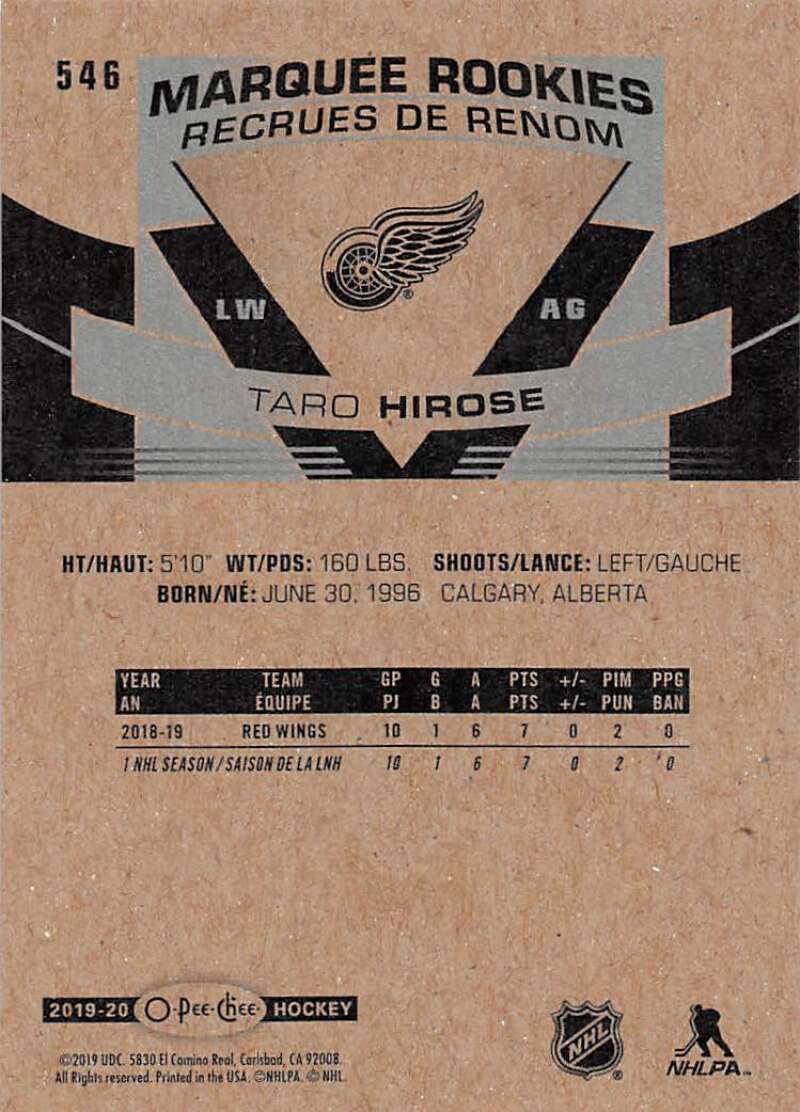 546
MARQUEE ROOKIES
RECRUES DE RENOM
LW AG
TARO HIROSE
HT/HAUT: 5'10" WT/PDS: 160 LBS. SHOOTS/LANCE: LEFT/GAUCHE
BORN/NÉ: JUNE 30, 1996 CALGARY, ALBERTA
YEAR TEAM GP G A PTS +/- PIM PPG
AN ÉQUIPE PJ B A PTS +/- PUN BAN
2018-19 RED WINGS 10 1 6 7 0 2 0
1 NHL SEASON/SAISON DE LA LNH 10 1 6 7 0 2 0
2019-20 O-Pee-Chee HOCKEY
©2019 UDC. 5830 El Camino Real, Carlsbad, CA 92008.
All Rights reserved. Printed in the USA. ©NHLPA. © NHL.
NHL ®
NHLPA™